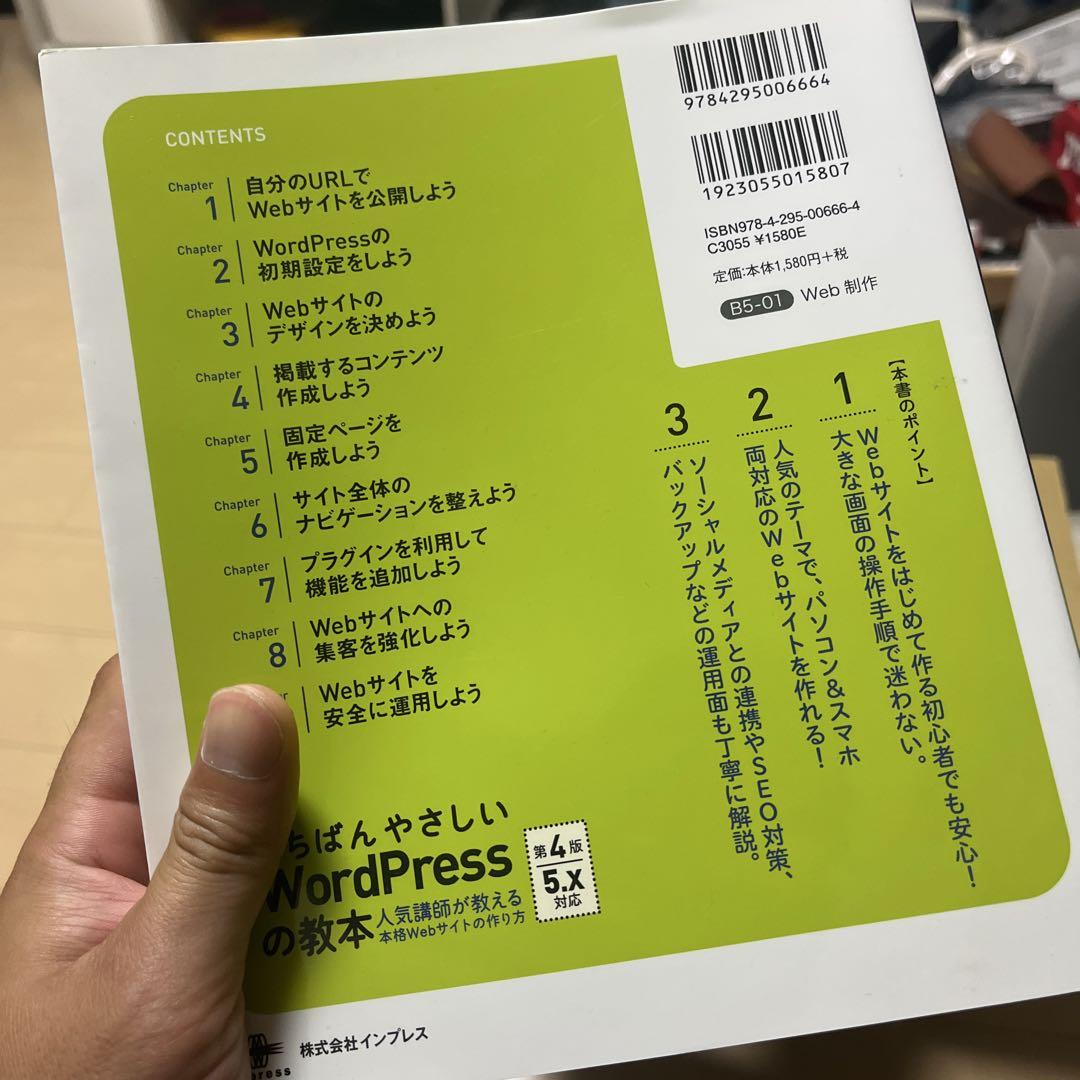 CONTENTS
Chapter 1
自分のURLで
Webサイトを公開しよう
Chapter 2
WordPressの
初期設定をしよう
Chapter 3
Webサイトの
デザインを決めよう
Chapter 4
掲載するコンテンツ
作成しよう
Chapter 5
固定ページを
作成しよう
Chapter 6
サイト全体の
ナビゲーションを整えよう
Chapter 7
プラグインを利用して
機能を追加しよう
Chapter 8
Webサイトへの
集客を強化しよう
Webサイトを
安全に運用しよう
9784295006664
1923055015807
ISBN978-4-295-00666-4
C3055 ¥1580E
定価:本体1,580円+税
B5-01 Web 制作
【本書のポイント】
1
Webサイトをはじめて作る初心者でも安心！
大きな画面の操作手順で迷わない。
2
人気のテーマで、パソコン&スマホ
両対応のWebサイトを作れる！
3
ソーシャルメディアとの連携やSEO対策、
バックアップなどの運用面も丁寧に解説。
ちばんやさしい
WordPress
の教本
人気講師が教える
本格Webサイトの作り方
第4版
5.x
対応
株式会社インプレス